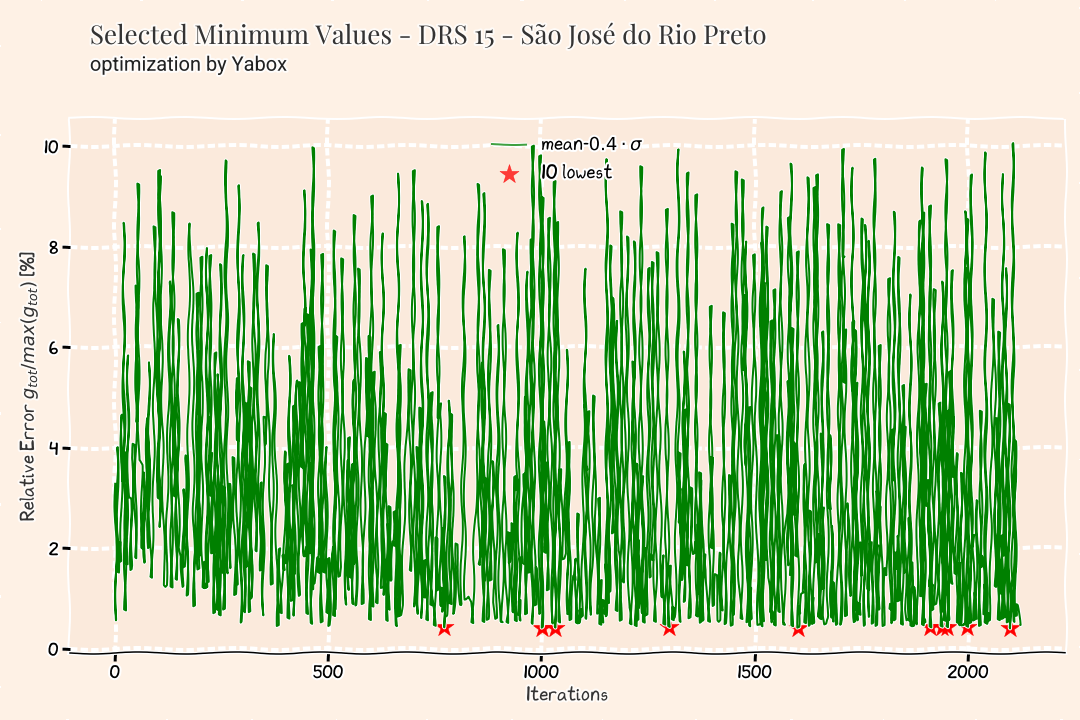 Selected Minimum Values - DRS 15 - São José do Rio Preto
optimization by Yabox
mean-0.4 · σ
10 lowest
Relative Error g_tot/max(g_tot) [%]
10
8
6
4
2
0
0 500 1000 1500 2000
Iterations